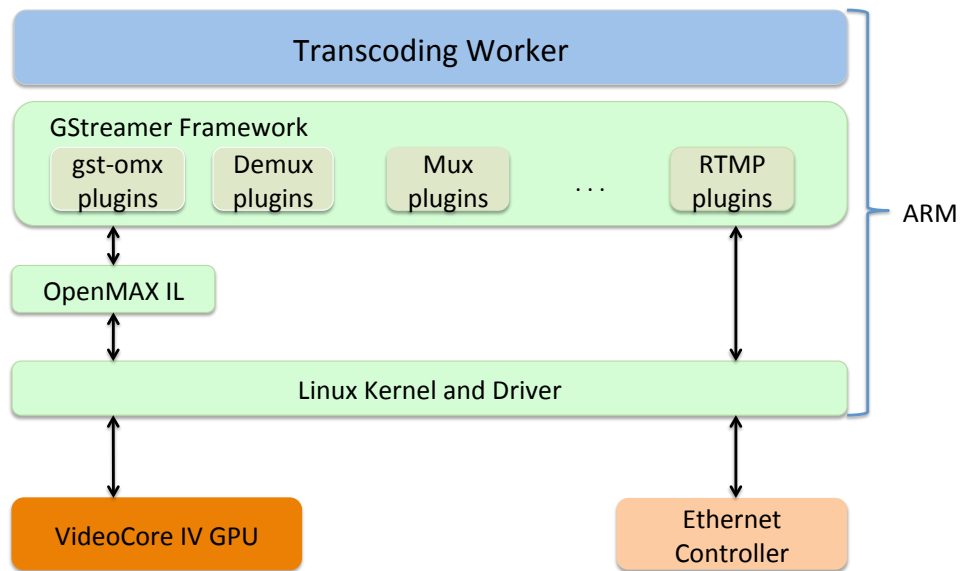 Transcoding Worker
GStreamer Framework
gst-omx
plugins
Demux
plugins
Mux
plugins
. . .
RTMP
plugins
ARM
OpenMAX IL
Linux Kernel and Driver
VideoCore IV GPU
Ethernet
Controller